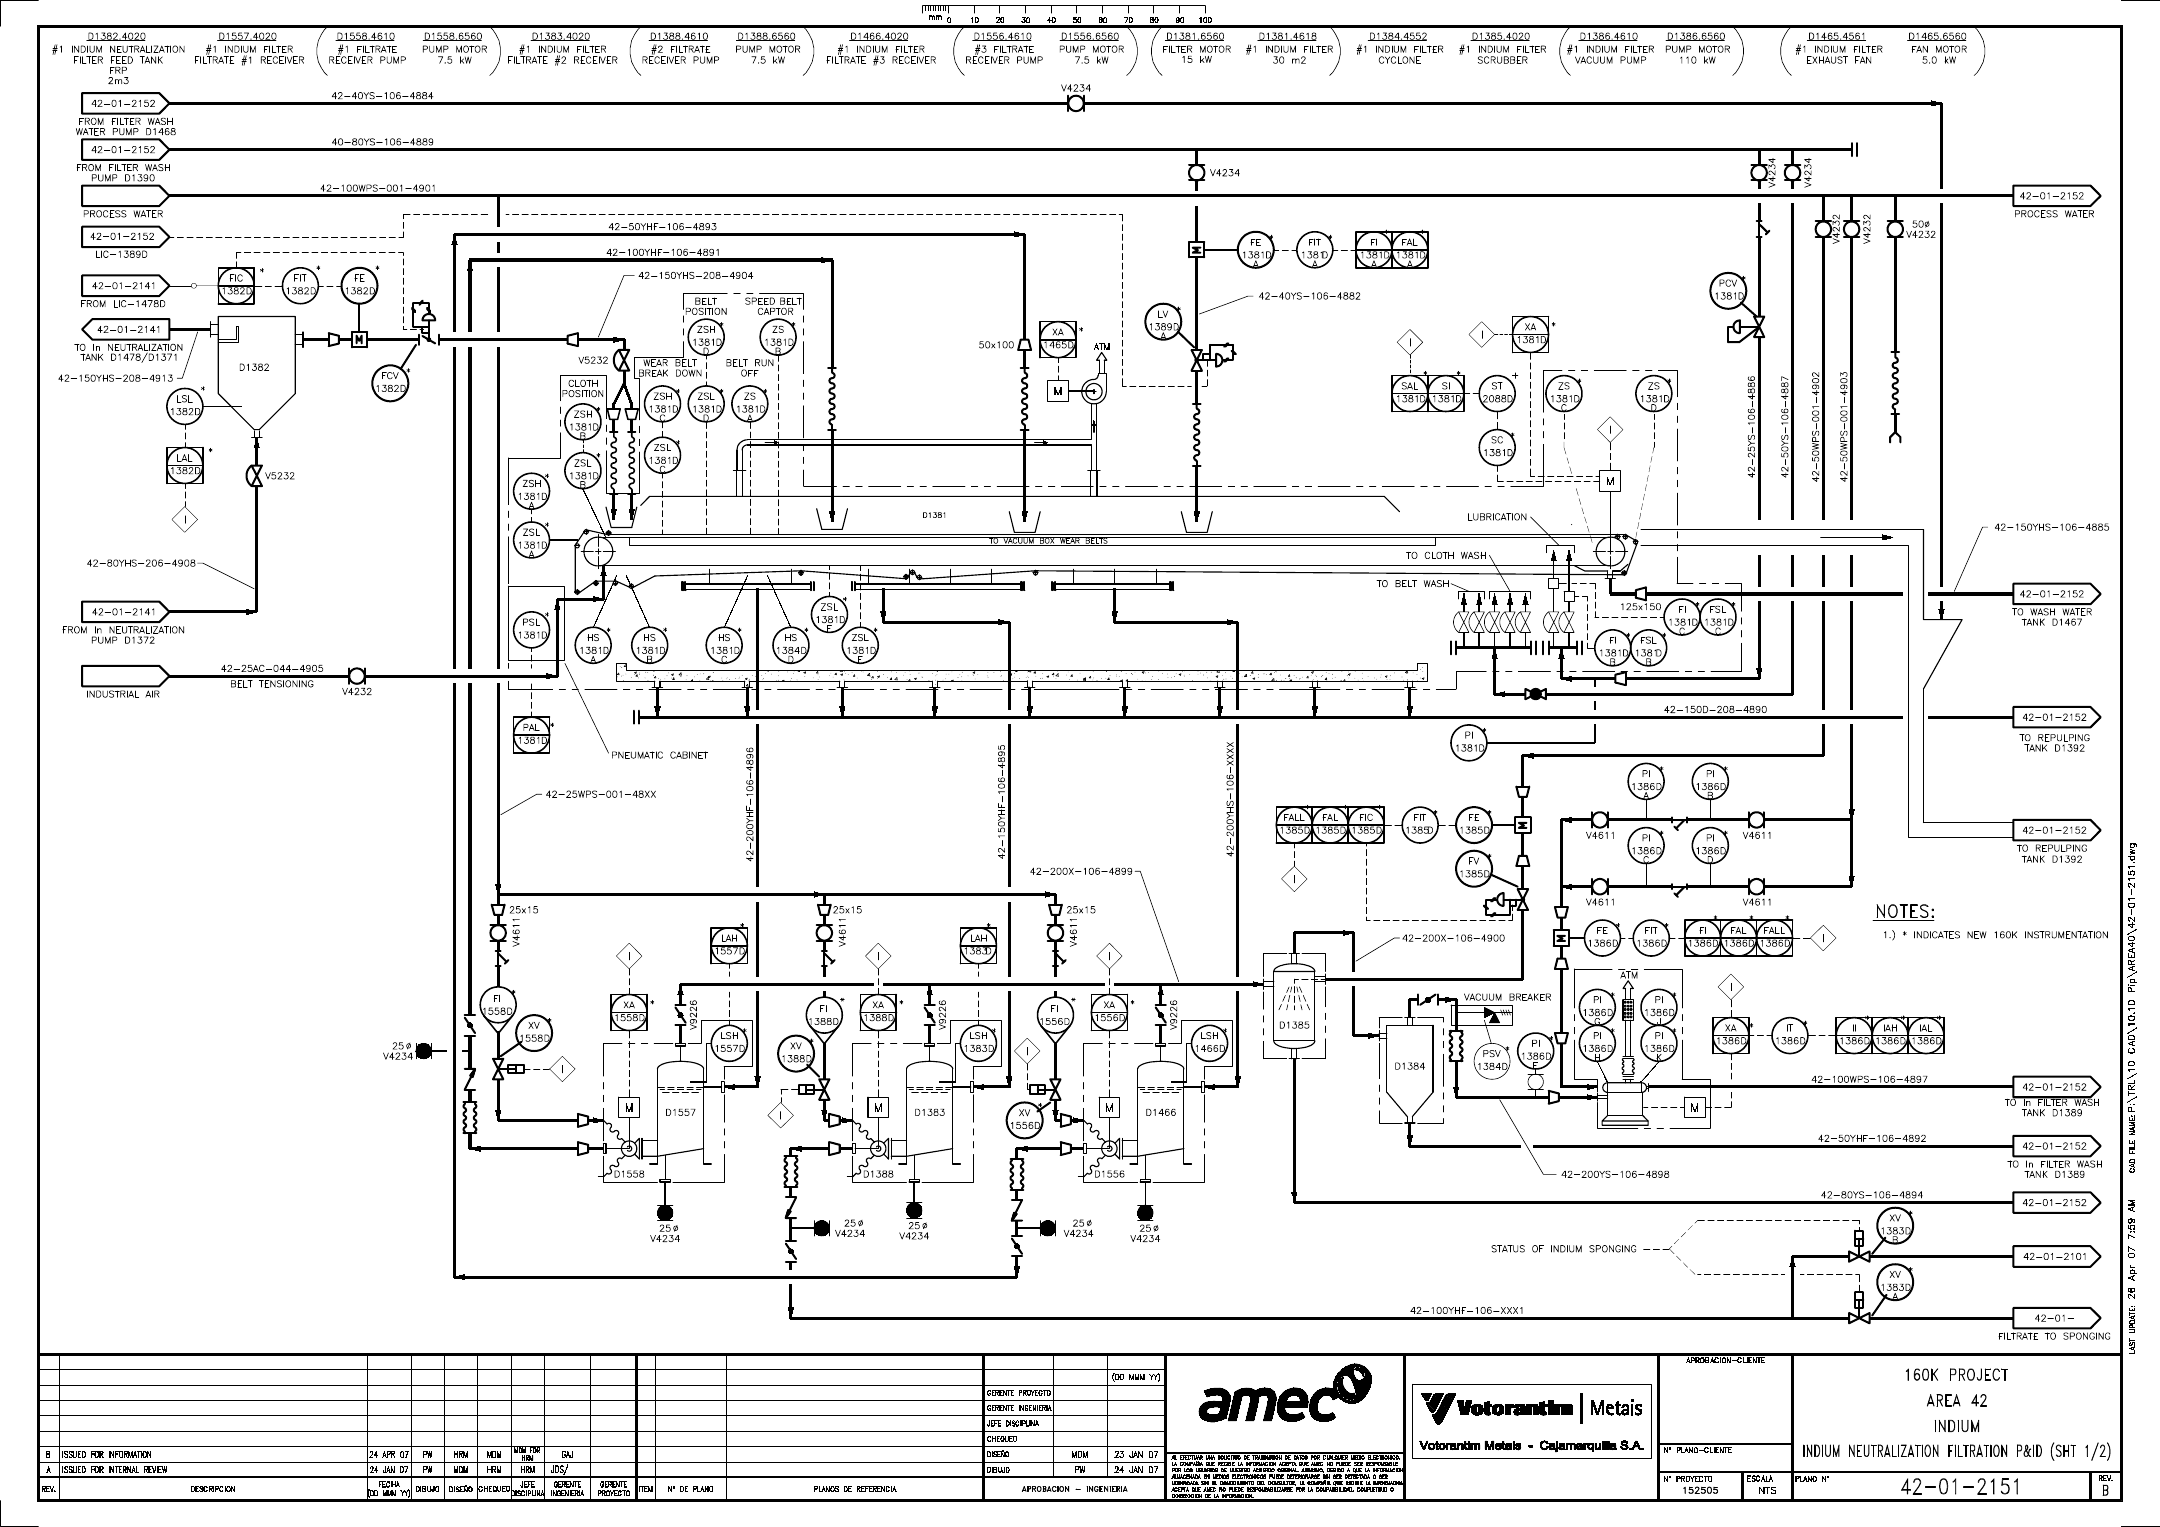 mm 0 10 20 30 40 50 60 70 80 90 100
D1382.4020
#1 INDIUM NEUTRALIZATION
FILTER FEED TANK
FRP
2m3
D1557.4020
#1 INDIUM FILTER
FILTRATE #1 RECEIVER
D1558.4610
#1 FILTRATE
RECEIVER PUMP
D1558.6560
PUMP MOTOR
7.5 kW
D1383.4020
#1 INDIUM FILTER
FILTRATE #2 RECEIVER
D1388.4610
#2 FILTRATE
RECEIVER PUMP
D1388.6560
PUMP MOTOR
7.5 kW
D1466.4020
#1 INDIUM FILTER
FILTRATE #3 RECEIVER
D1556.4610
#3 FILTRATE
RECEIVER PUMP
D1556.6560
PUMP MOTOR
7.5 kW
D1381.6560
FILTER MOTOR
15 kW
D1381.4618
#1 INDIUM FILTER
30 m2
D1384.4552
#1 INDIUM FILTER
CYCLONE
D1385.4020
#1 INDIUM FILTER
SCRUBBER
D1386.4610
#1 INDIUM FILTER
VACUUM PUMP
D1386.6560
PUMP MOTOR
110 kW
D1465.4561
#1 INDIUM FILTER
EXHAUST FAN
D1465.6560
FAN MOTOR
5.0 kW
42-01-2152
FROM FILTER WASH
WATER PUMP D1468
42-40YS-106-4884
V4234
42-01-2152
FROM FILTER WASH
PUMP D1390
40-80YS-106-4889
V4234
V4234
V4234
PROCESS WATER
42-100WPS-001-4901
42-01-2152
PROCESS WATER
42-01-2152
LIC-1389D
42-50YHF-106-4893
42-100YHF-106-4891
42-150YHS-208-4904
V4232
V4232
50ø
V4232
42-01-2141
FROM LIC-1478D
FIC
1382D
FIT
1382D
FE
1382D
FE
1381D
A
FIT
1381D
A
FI
1381D
A
FAL
1381D
A
42-40YS-106-4882
PCV
1381D
42-01-2141
TO In NEUTRALIZATION
TANK D1478/D1371
42-150YHS-208-4913
D1382
FCV
1382D
LSL
1382D
LAL
1382D
I
V5232
42-80YHS-206-4908
42-01-2141
FROM In NEUTRALIZATION
PUMP D1372
INDUSTRIAL AIR
42-25AC-044-4905
BELT TENSIONING
V4232
V5232
BELT
POSITION
SPEED BELT
CAPTOR
ZSH
1381D
D
ZS
1381D
B
WEAR BELT
BREAK DOWN
BELT RUN
OFF
CLOTH
POSITION
ZSH
1381D
B
ZSH
1381D
C
ZSL
1381D
D
ZS
1381D
A
ZSL
1381D
B
ZSL
1381D
C
ZSH
1381D
A
ZSL
1381D
A
50x100
XA
1465D
ATM
M
LV
1389D
A
D1381
TO VACUUM BOX WEAR BELTS
SAL
1381D
SI
1381D
ST
2088D
SC
1381D
I
I
XA
1381D
ZS
1381D
C
ZS
1381D
D
I
M
42-25YS-106-4886
42-50YS-106-4887
42-50WPS-001-4902
42-50WPS-001-4903
LUBRICATION
TO CLOTH WASH
TO BELT WASH
42-150YHS-106-4885
42-01-2152
TO WASH WATER
TANK D1467
125x150
FI
1381D
C
FSL
1381D
C
FI
1381D
B
FSL
1381D
B
PSL
1381D
HS
1381D
A
HS
1381D
B
HS
1381D
C
HS
1384D
D
ZSL
1381D
F
ZSL
1381D
E
PAL
1381D
PNEUMATIC CABINET
42-150D-208-4890
42-01-2152
TO REPULPING
TANK D1392
PI
1381D
42-25WPS-001-48XX
42-200YHF-106-4896
42-150YHF-106-4895
42-200YHS-106-XXXX
42-200X-106-4899
FALL
1385D
FAL
1385D
FIC
1385D
FIT
1385D
FE
1385D
FV
1385D
I
PI
1386D
A
PI
1386D
B
V4611
V4611
PI
1386D
C
PI
1386D
D
V4611
V4611
42-01-2152
TO REPULPING
TANK D1392
NOTES:
1.) * INDICATES NEW 160K INSTRUMENTATION
25x15
V4611
25x15
V4611
25x15
V4611
LAH
1557D
LAH
1383D
I
I
I
FI
1558D
XV
1558D
I
XA
1558D
V9226
LSH
1557D
D1557
M
D1558
25ø
V4234
25ø
V4234
FI
1388D
XV
1388D
I
XA
1388D
V9226
LSH
1383D
D1383
M
D1388
25ø
V4234
25ø
V4234
FI
1556D
I
XV
1556D
XA
1556D
V9226
LSH
1466D
D1466
M
D1556
25ø
V4234
25ø
V4234
D1385
42-200X-106-4900
D1384
VACUUM BREAKER
PSV
1384D
PI
1386D
E
FE
1386D
FIT
1386D
FI
1386D
FAL
1386D
FALL
1386D
I
ATM
PI
1386D
G
PI
1386D
J
PI
1386D
H
PI
1386D
K
M
I
XA
1386D
IT
1386D
II
1386D
IAH
1386D
IAL
1386D
42-100WPS-106-4897
42-01-2152
TO In FILTER WASH
TANK D1389
42-50YHF-106-4892
42-01-2152
TO In FILTER WASH
TANK D1389
42-200YS-106-4898
42-80YS-106-4894
42-01-2152
STATUS OF INDIUM SPONGING
XV
1383D
B
42-01-2101
XV
1383D
A
42-100YHF-106-XXX1
42-01-
FILTRATE TO SPONGING
LAST UPDATE: 26 Apr 07 7:59 AM CAD FILE NAME: P:\TRL\10 CAD\10.1D Pip\AREA40\42-01-2151.dwg
B ISSUED FOR INFORMATION 24 APR 07 PW HRM MDM MDM FOR HRM GAJ
A ISSUED FOR INTERNAL REVIEW 24 JAN 07 PW MDM HRM HRM JDS/
REV. DESCRIPCION FECHA (DD MMM YY) DIBUJO DISEÑO CHEQUEO JEFE DISCIPLINA GERENTE INGENIERIA GERENTE PROYECTO
ITEM N° DE PLANO PLANOS DE REFERENCIA
(DD MMM YY)
GERENTE PROYECTO
GERENTE INGENIERIA
JEFE DISCIPLINA
CHEQUEO
DISEÑO MDM 23 JAN 07
DIBUJO PW 24 JAN 07
APROBACION - INGENIERIA
amec
Votorantim | Metais
Votorantim Metais - Cajamarquilla S.A.
APROBACION-CLIENTE
N° PLANO-CLIENTE
N° PROYECTO
152505
ESCALA
NTS
160K PROJECT
AREA 42
INDIUM
INDIUM NEUTRALIZATION FILTRATION P&ID (SHT 1/2)
PLANO N°
42-01-2151
REV.
B